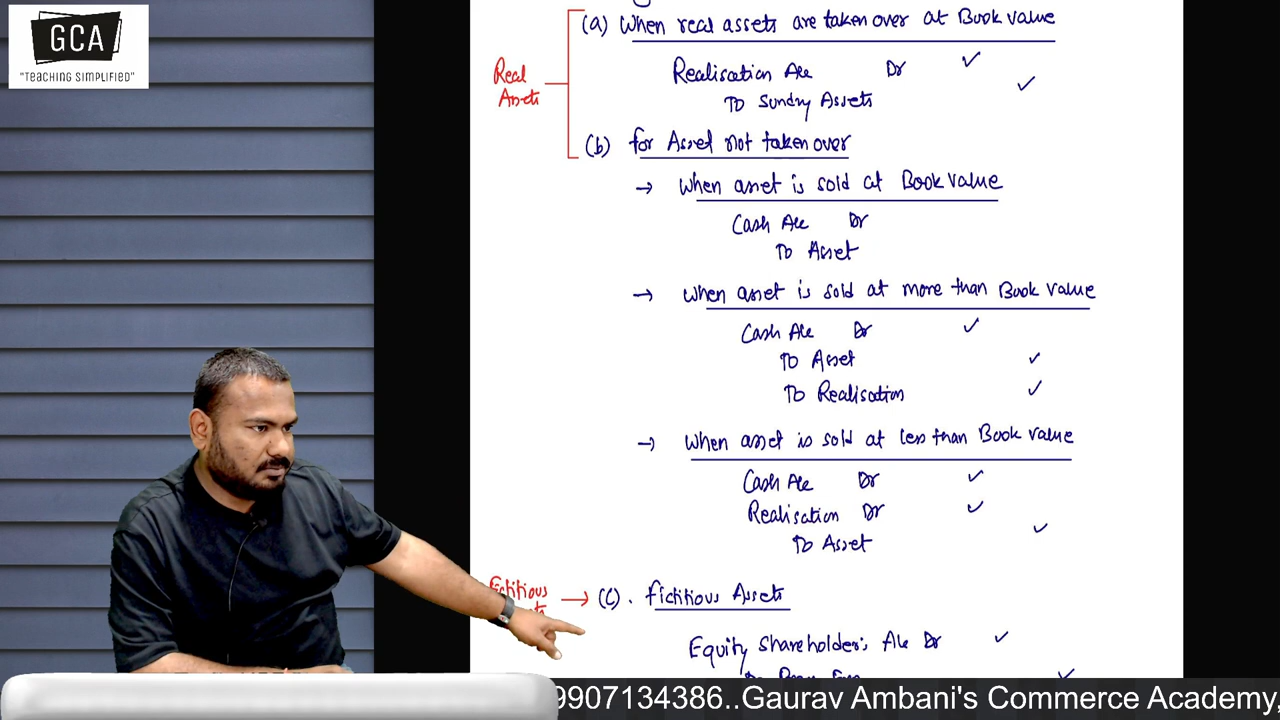 GCA
"TEACHING SIMPLIFIED"
(a) When real assets are taken over at Book value
Real
Assets
Realisation A/c Dr ✓
To Sundry Assets ✓
(b) for Asset not taken over
→ When asset is sold at Book value
Cash A/c Dr
To Asset
→ When asset is sold at more than Book value
Cash A/c Dr ✓
To Asset ✓
To Realisation ✓
→ When asset is sold at less than Book value
Cash A/c Dr ✓
Realisation Dr ✓
To Asset ✓
Fictitious → (C). fictitious Assets
Equity shareholders A/c Dr ✓
9907134386..Gaurav Ambani's Commerce Academy,